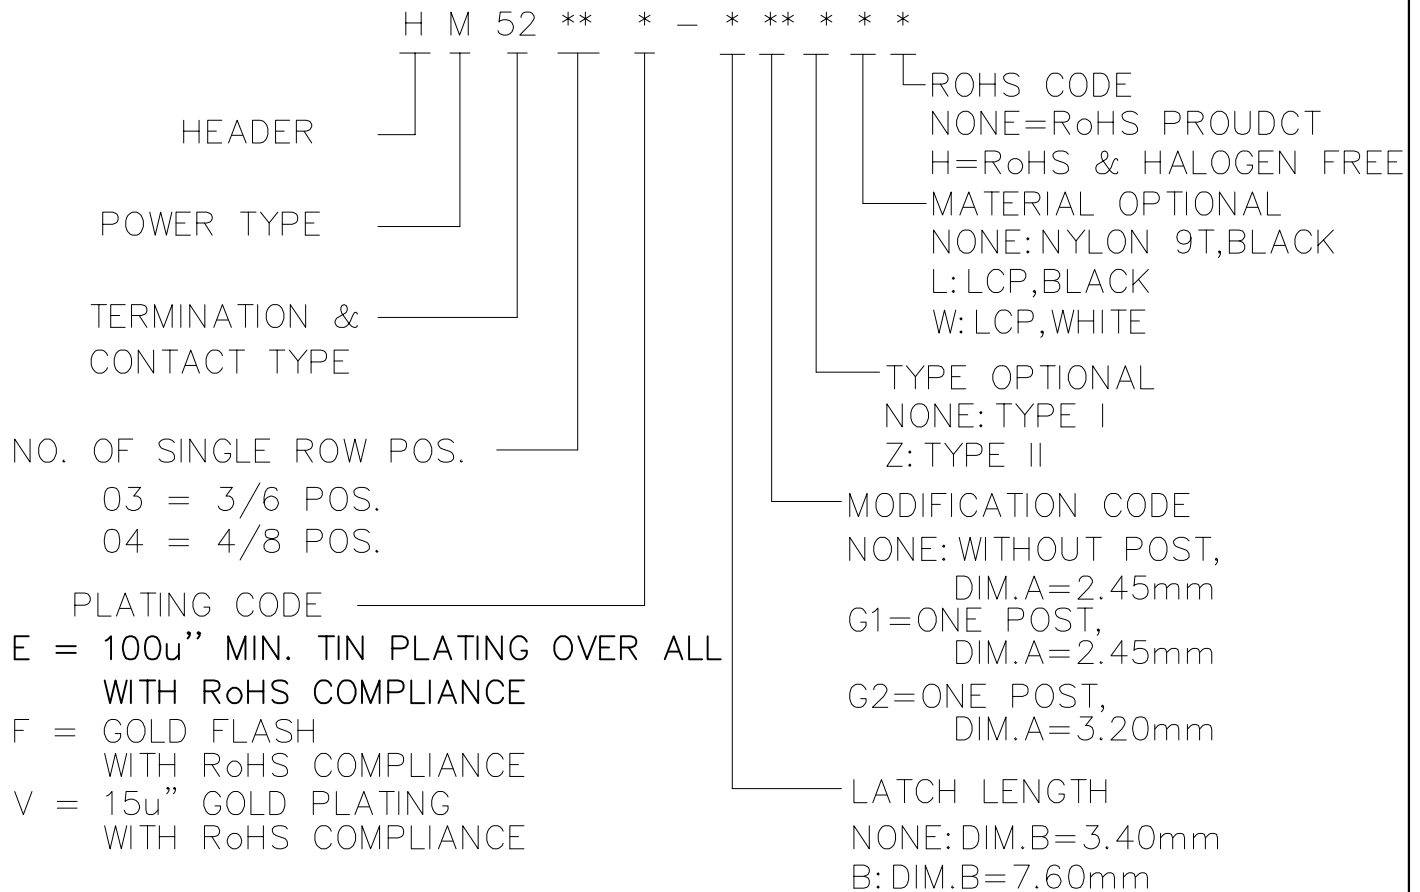 H M 52 ** * - * ** * * *
HEADER
POWER TYPE
TERMINATION &
CONTACT TYPE
NO. OF SINGLE ROW POS.
03 = 3/6 POS.
04 = 4/8 POS.
PLATING CODE
E = 100u’’ MIN. TIN PLATING OVER ALL
WITH RoHS COMPLIANCE
F = GOLD FLASH
WITH RoHS COMPLIANCE
V = 15u" GOLD PLATING
WITH RoHS COMPLIANCE
ROHS CODE
NONE=RoHS PROUDCT
H=RoHS & HALOGEN FREE
MATERIAL OPTIONAL
NONE: NYLON 9T,BLACK
L: LCP,BLACK
W: LCP,WHITE
TYPE OPTIONAL
NONE: TYPE I
Z: TYPE II
MODIFICATION CODE
NONE: WITHOUT POST,
DIM.A=2.45mm
G1=ONE POST,
DIM.A=2.45mm
G2=ONE POST,
DIM.A=3.20mm
LATCH LENGTH
NONE: DIM.B=3.40mm
B: DIM.B=7.60mm